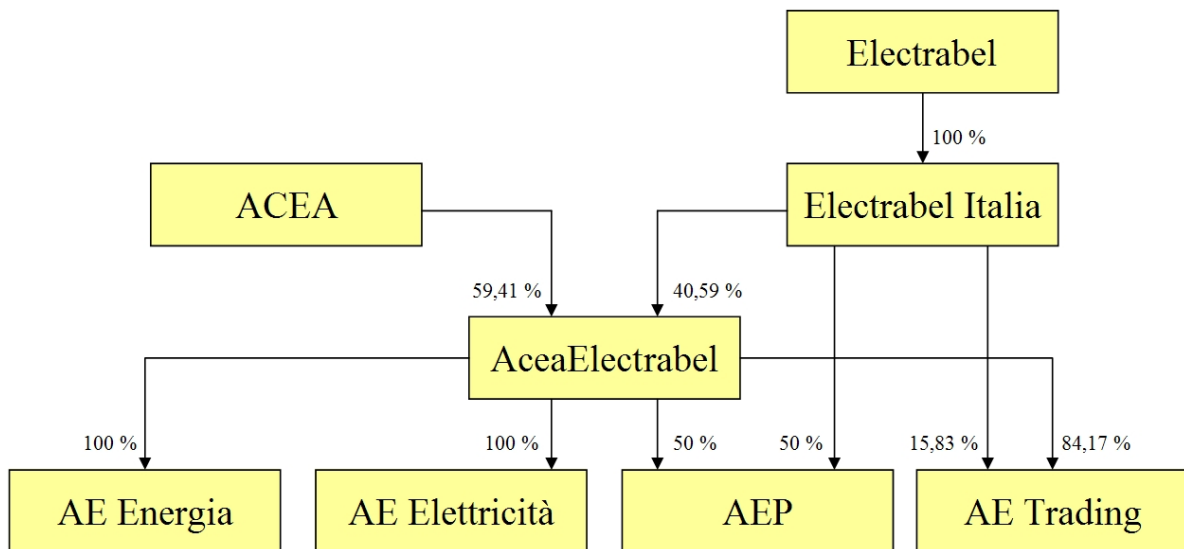 Electrabel
100 %
ACEA
Electrabel Italia
59,41 %
40,59 %
AceaElectrabel
100 %
100 %
50 %
50 %
15,83 %
84,17 %
AE Energia
AE Elettricità
AEP
AE Trading